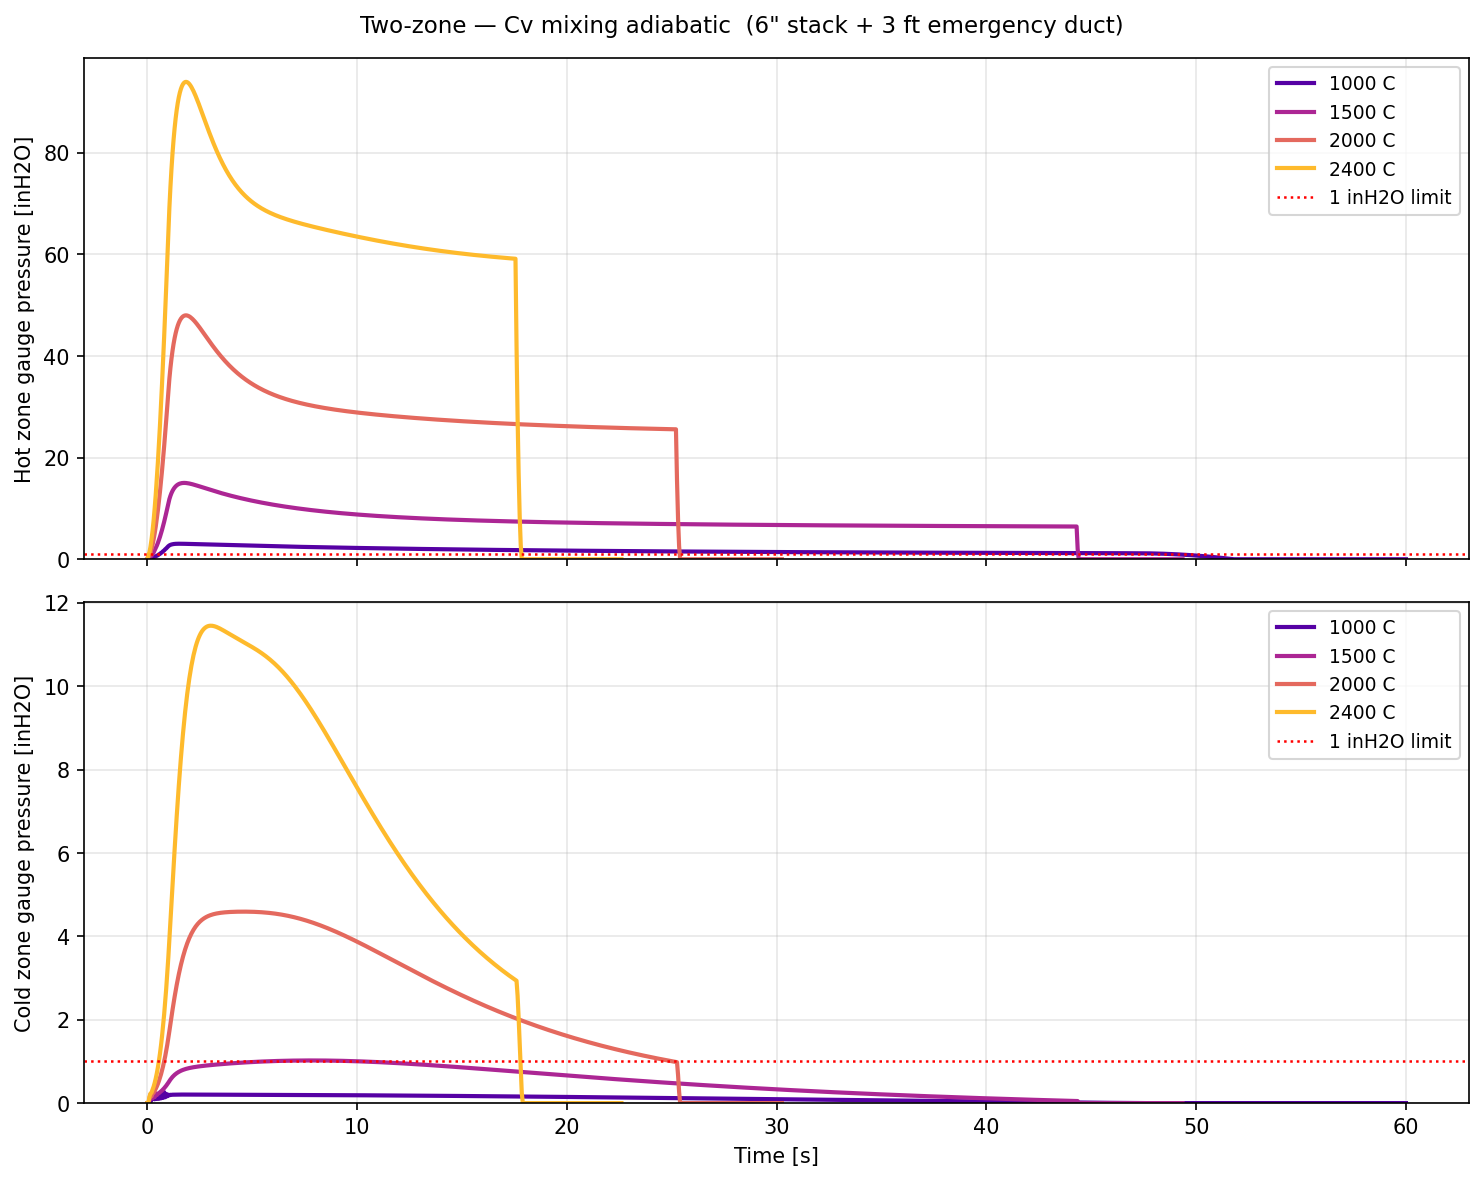 Two-zone — Cv mixing adiabatic  (6" stack + 3 ft emergency duct)
Hot zone gauge pressure [inH2O]
80
60
40
20
0
1000 C
1500 C
2000 C
2400 C
1 inH2O limit
Cold zone gauge pressure [inH2O]
12
10
8
6
4
2
0
1000 C
1500 C
2000 C
2400 C
1 inH2O limit
0 10 20 30 40 50 60
Time [s]